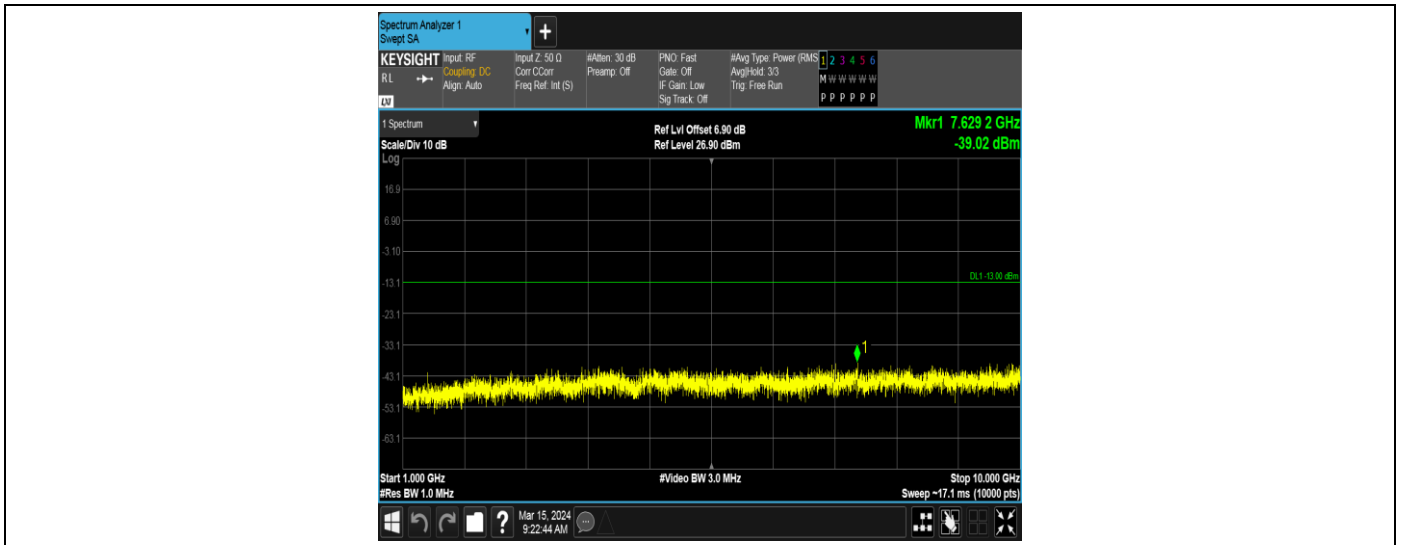 Spectrum Analyzer 1
Swept SA
+
KEYSIGHT Input: RF Input Z: 50 Ω #Atten: 30 dB PNO: Fast #Avg Type: Power (RMS 1 2 3 4 5 6
RL Coupling: DC Corr CCorr Preamp: Off Gate: Off Avg|Hold: 3/3 M W W W W W
Align: Auto Freq Ref: Int (S) IF Gain: Low Trig: Free Run
Sig Track: Off P P P P P P
LXI
1 Spectrum Ref Lvl Offset 6.90 dB Mkr1 7.629 2 GHz
Scale/Div 10 dB Ref Level 26.90 dBm -39.02 dBm
Log
16.9
6.90
-3.10
DL1 -13.00 dBm
-13.1
-23.1
-33.1
1
-43.1
-53.1
-63.1
Start 1.000 GHz #Video BW 3.0 MHz Stop 10.000 GHz
#Res BW 1.0 MHz Sweep ~17.1 ms (10000 pts)
? Mar 15, 2024
9:22:44 AM